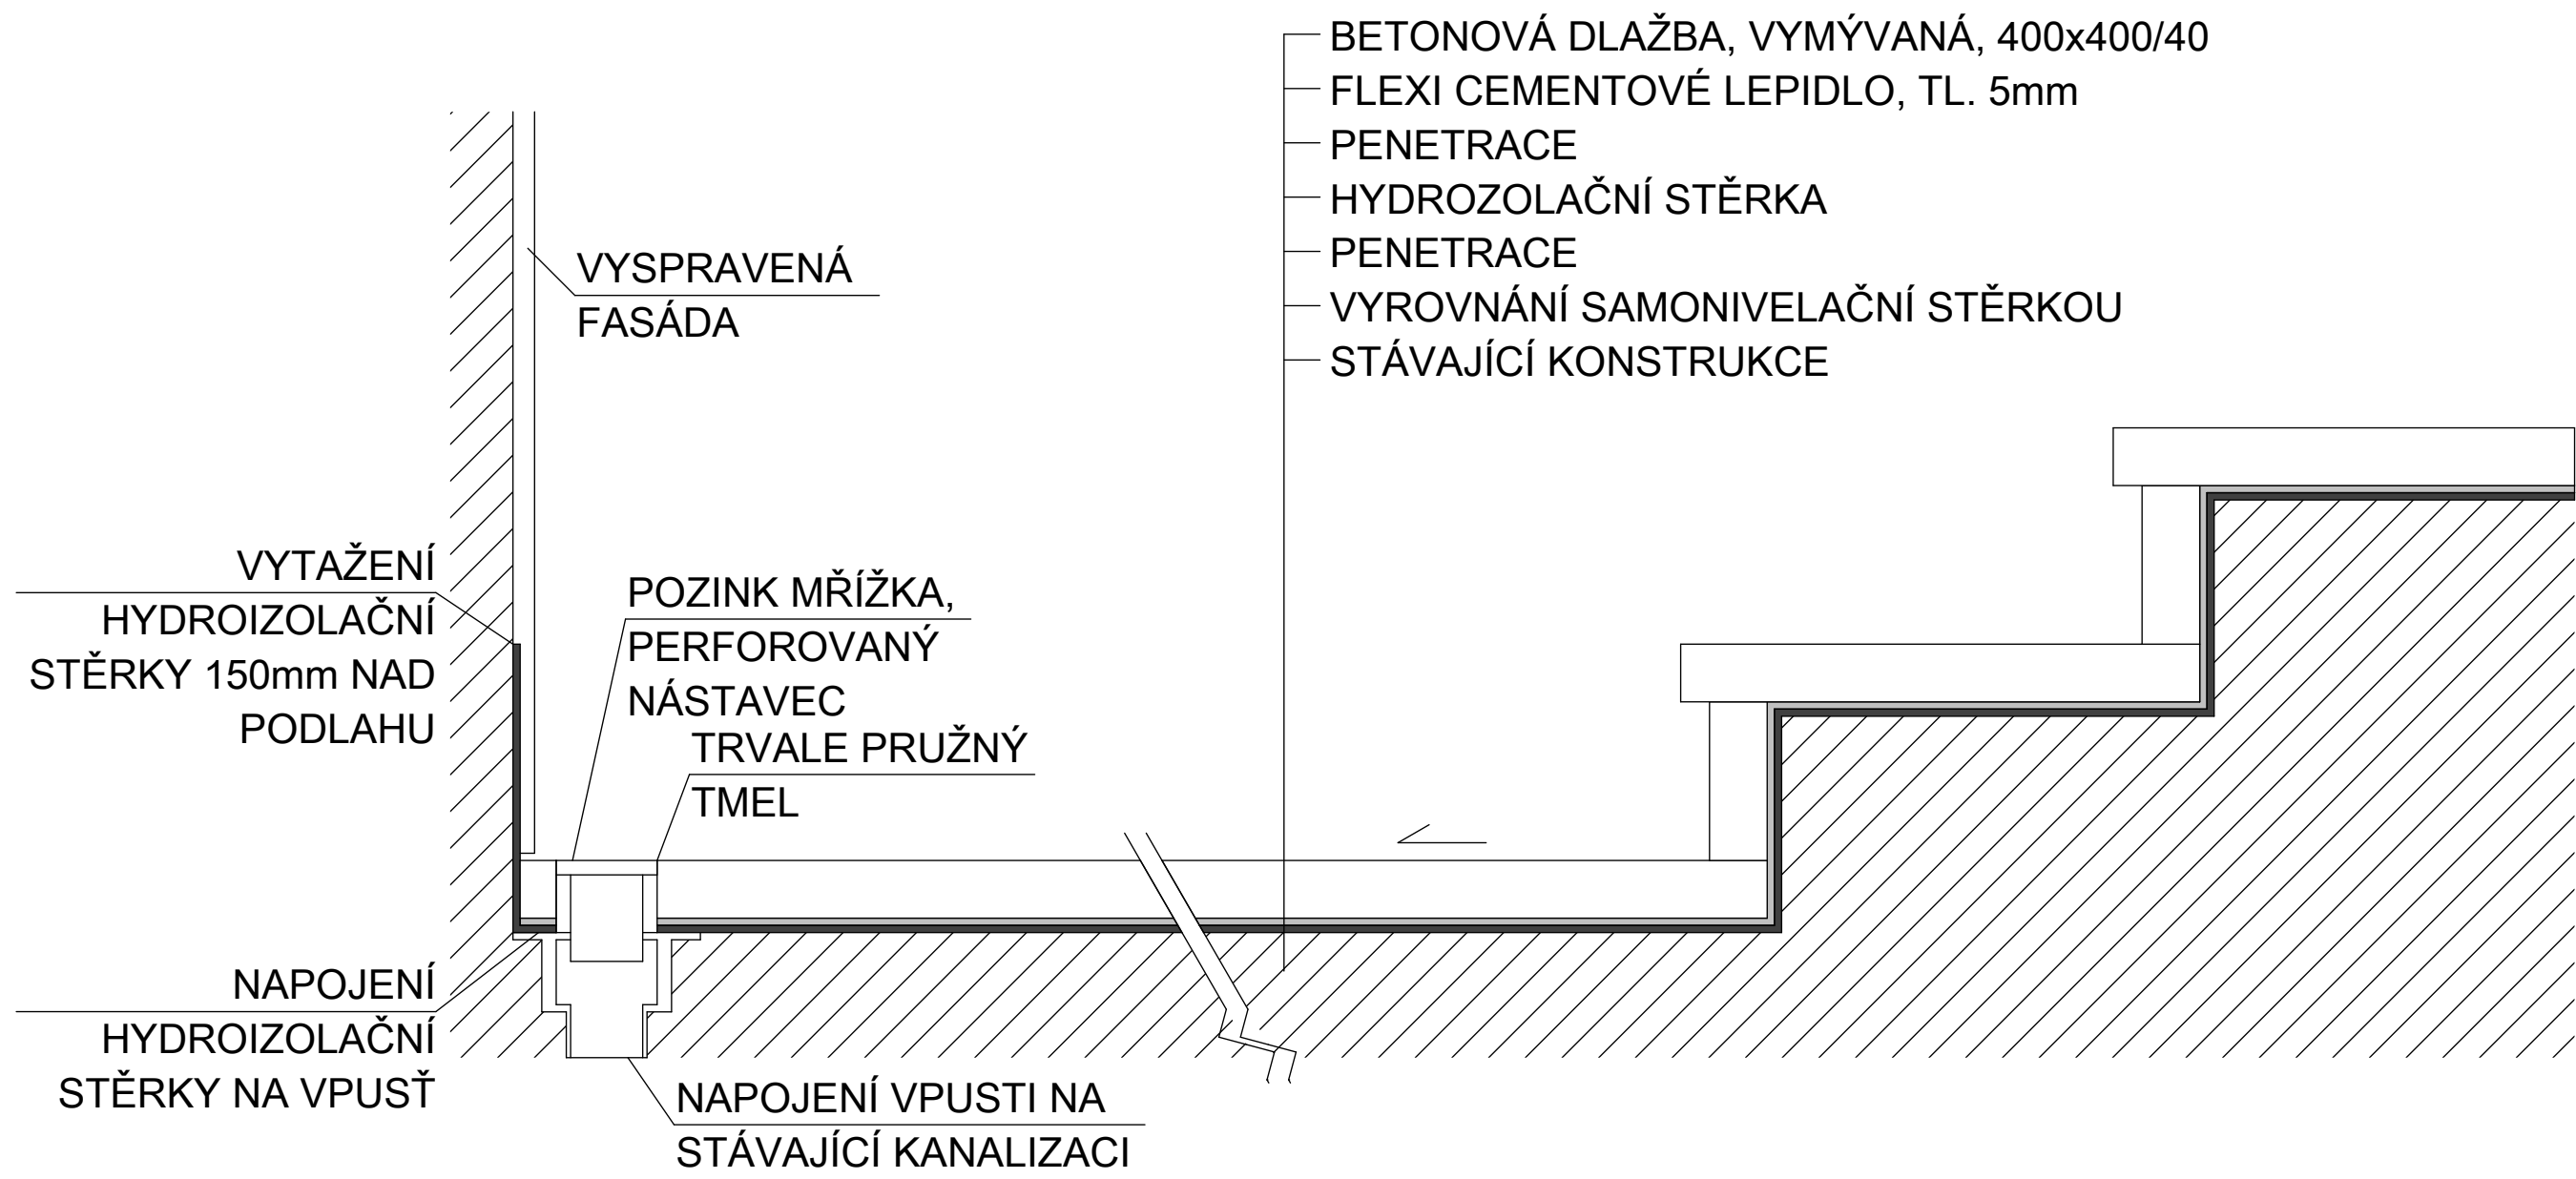 BETONOVÁ DLAŽBA, VYMÝVANÁ, 400x400/40
FLEXI CEMENTOVÉ LEPIDLO, TL. 5mm
PENETRACE
HYDROZOLAČNÍ STĚRKA
PENETRACE
VYROVNÁNÍ SAMONIVELAČNÍ STĚRKOU
STÁVAJÍCÍ KONSTRUKCE
VYSPRAVENÁ
FASÁDA
VYTAŽENÍ
HYDROIZOLAČNÍ
STĚRKY 150mm NAD
PODLAHU
POZINK MŘÍŽKA,
PERFOROVANÝ
NÁSTAVEC
TRVALE PRUŽNÝ
TMEL
NAPOJENÍ
HYDROIZOLAČNÍ
STĚRKY NA VPUSŤ
NAPOJENÍ VPUSTI NA
STÁVAJÍCÍ KANALIZACI